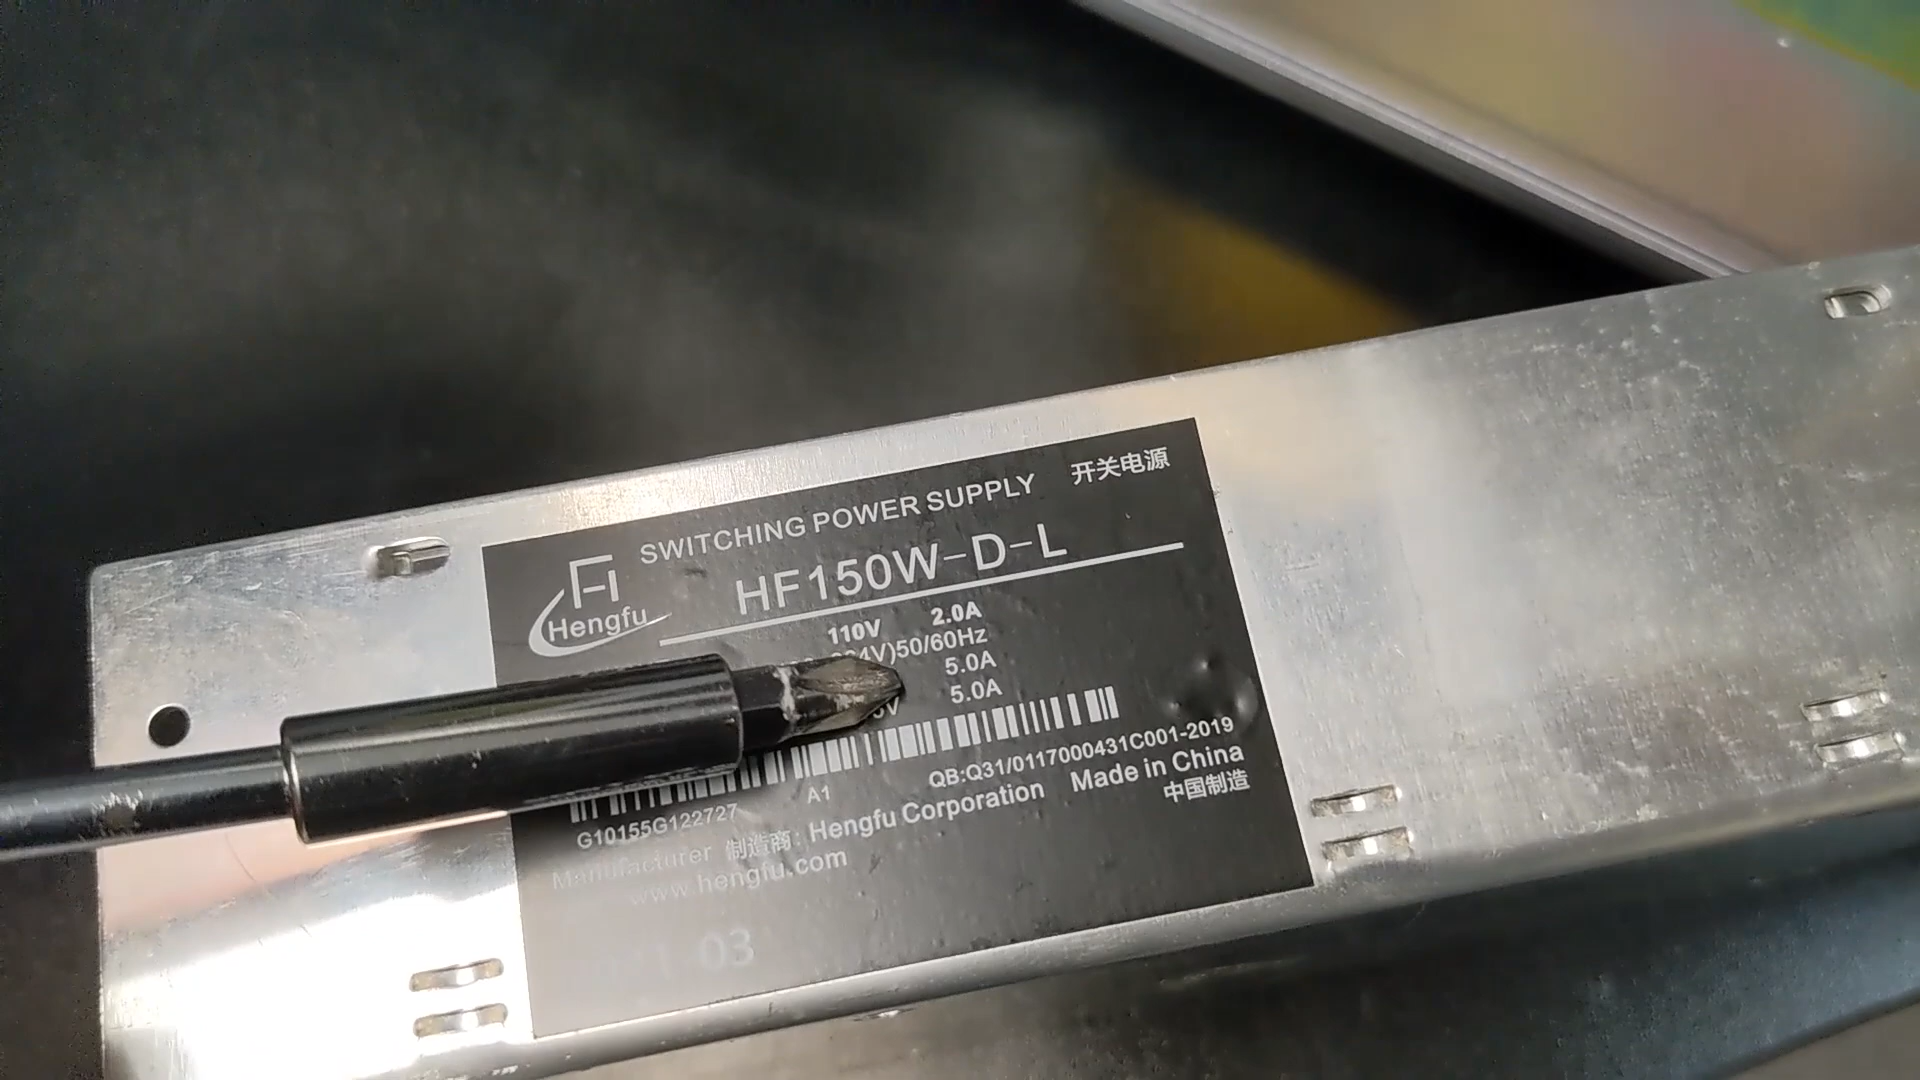 SWITCHING POWER SUPPLY 开关电源
Hengfu
HF150W-D-L
110V 2.0A
4V)50/60Hz
5.0A
5.0A
V
G10155G122727 A1 QB:Q31/0117000431C001-2019
Manufacturer 制造商: Hengfu Corporation Made in China
www.hengfu.com 中国制造
03